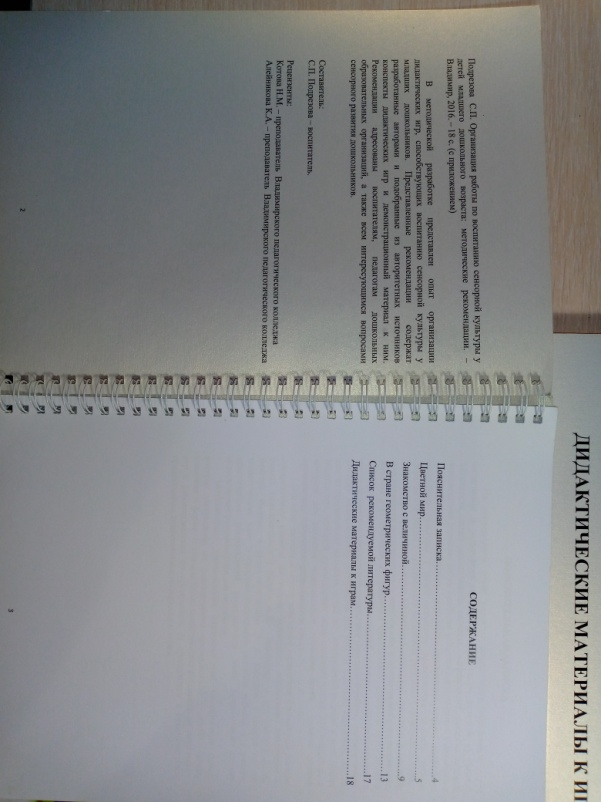 Подрезова С.П. Организация работы по воспитанию сенсорной культуры у
детей младшего дошкольного возраста: методические рекомендации. –
Владимир, 2016. – 18 с. (с приложением)
В методической разработке представлен опыт организации
дидактических игр, способствующих воспитанию сенсорной культуры у
младших дошкольников. Представленные рекомендации содержат
разработанные авторами и подобранные из авторитетных источников
конспекты дидактических игр и демонстрационный материал к ним.
Рекомендации адресованы воспитателям, педагогам дошкольных
образовательных организаций, а также всем интересующимся вопросами
сенсорного развития дошкольников.
Составитель:
С.П. Подрезова – воспитатель
Рецензенты:
Котова Н.М. – преподаватель Владимирского педагогического колледжа
Алейникова К.А. – преподаватель Владимирского педагогического колледжа
2
СОДЕРЖАНИЕ
Пояснительная записка……………………………………4
Цветной мир……………………………………………5
Знакомство с величиной…………………………………9
В стране геометрических фигур……………………………13
Список рекомендуемой литературы…………………………17
Дидактические материалы к играм…………………………18
3
ДИДАКТИЧЕСКИЕ МАТЕРИАЛЫ К ИГ